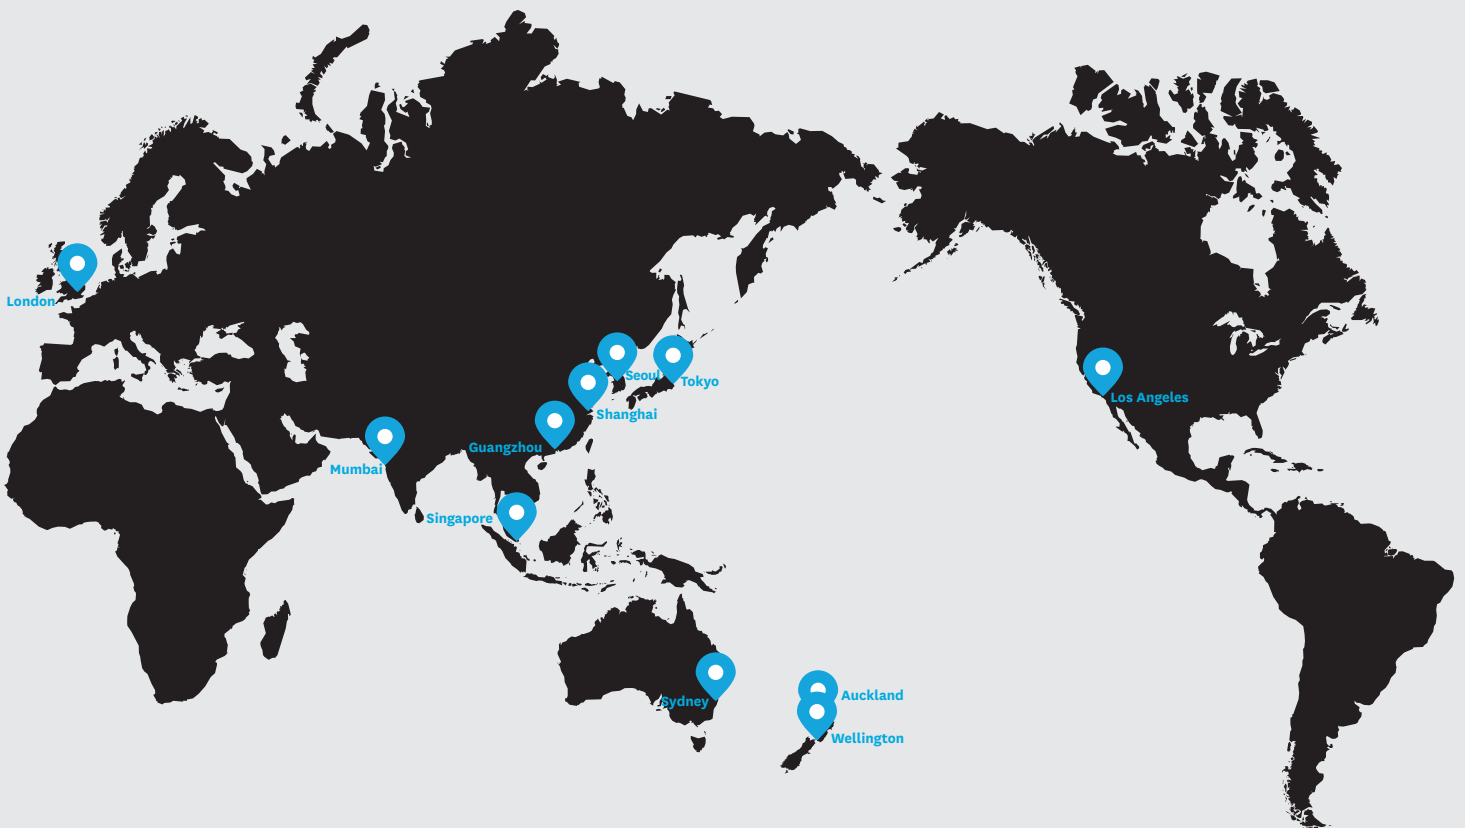 London
Seoul
Tokyo
Los Angeles
Shanghai
Guangzhou
Mumbai
Singapore
Sydney
Auckland
Wellington